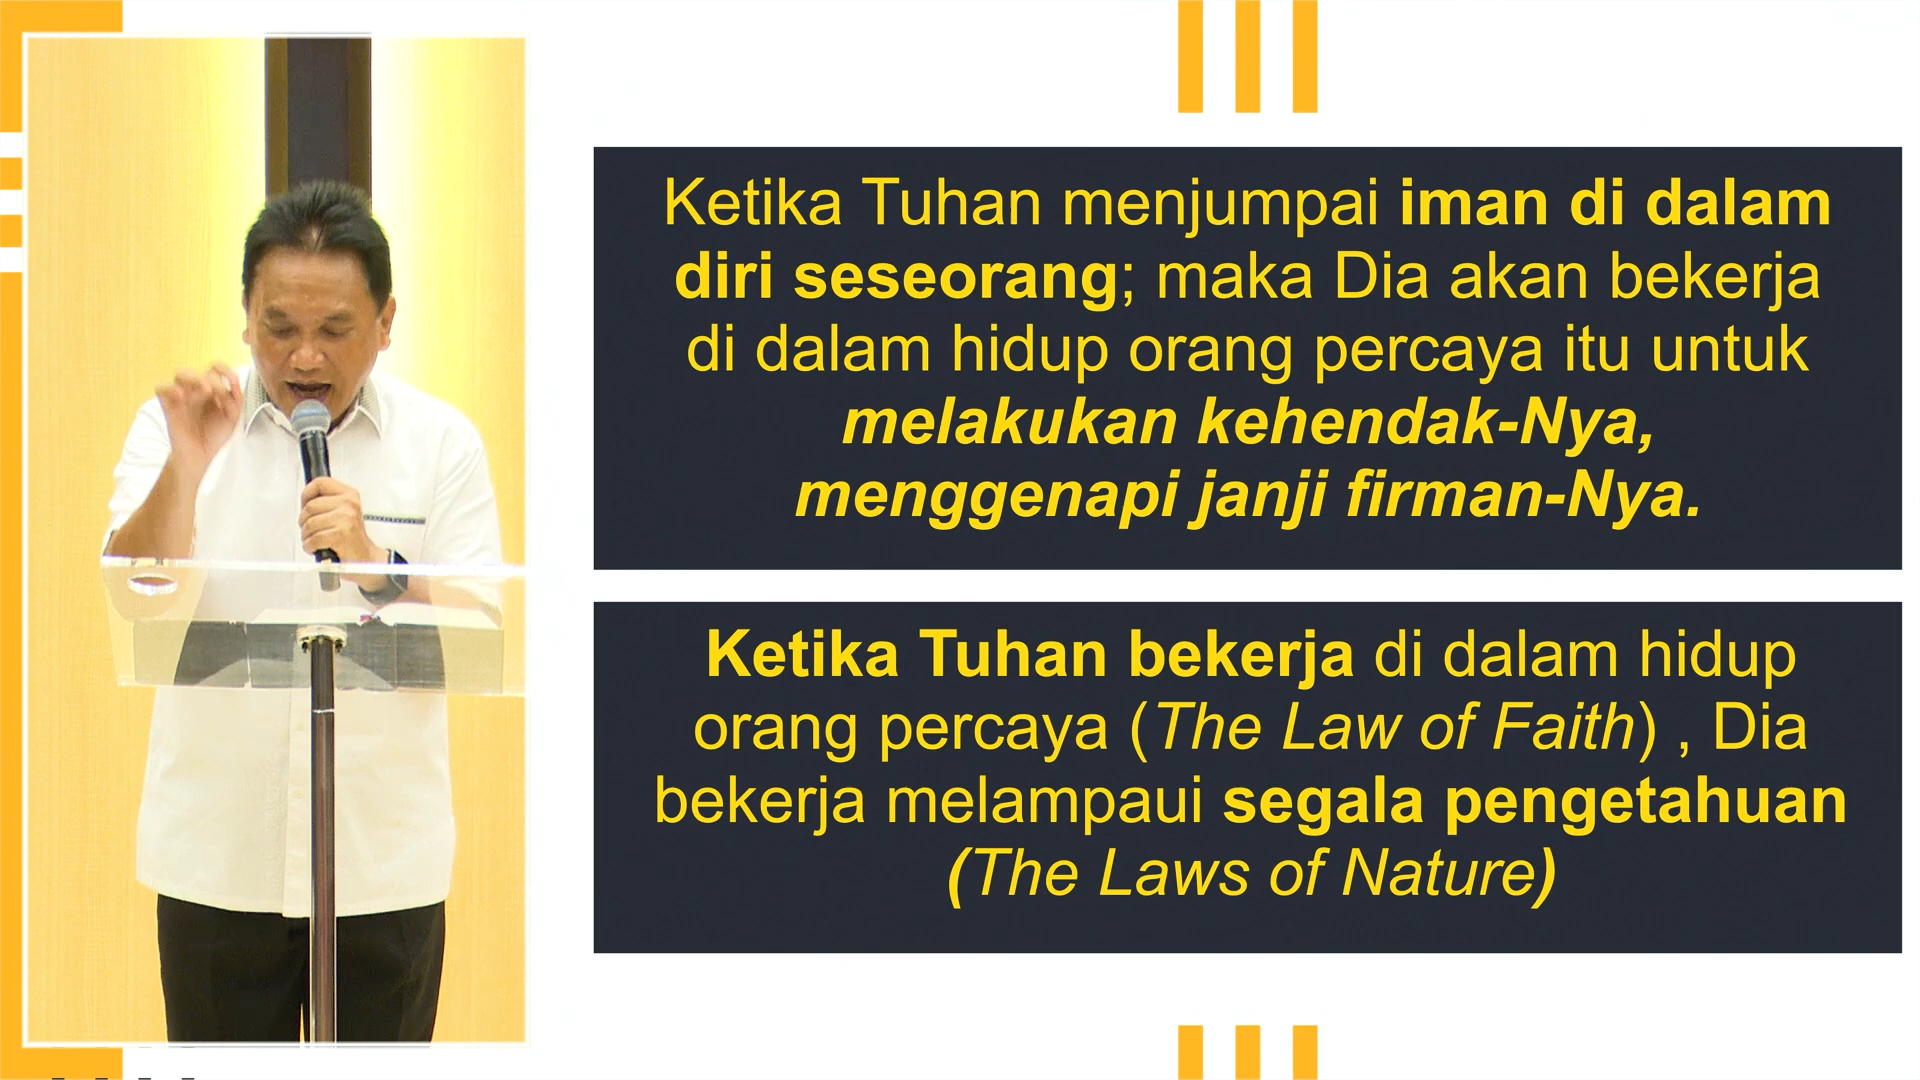 Ketika Tuhan menjumpai iman di dalam
diri seseorang; maka Dia akan bekerja
di dalam hidup orang percaya itu untuk
melakukan kehendak-Nya,
menggenapi janji firman-Nya.
Ketika Tuhan bekerja di dalam hidup
orang percaya (The Law of Faith) , Dia
bekerja melampaui segala pengetahuan
(The Laws of Nature)